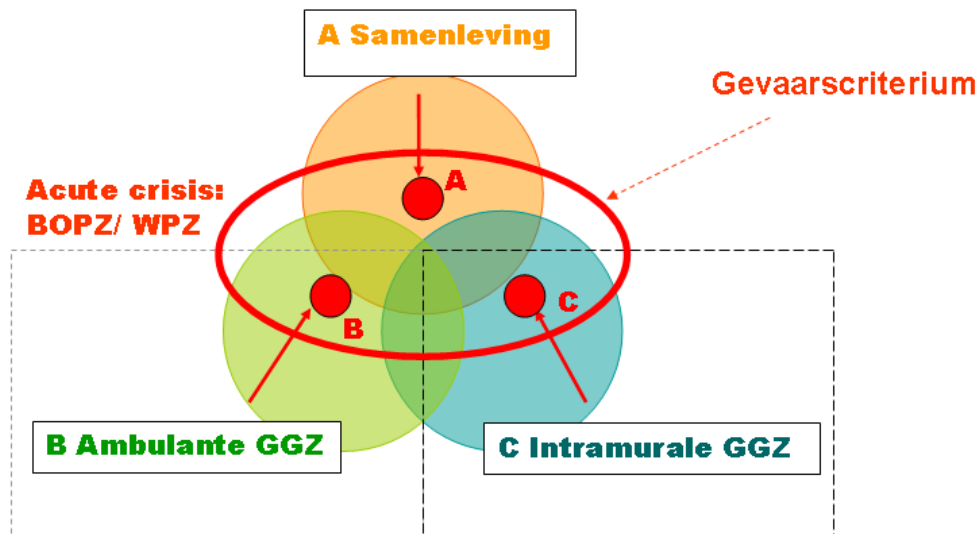 A Samenleving
Gevaarscriterium
Acute crisis:
BOPZ/ WPZ
A
B
C
B Ambulante GGZ
C Intramurale GGZ